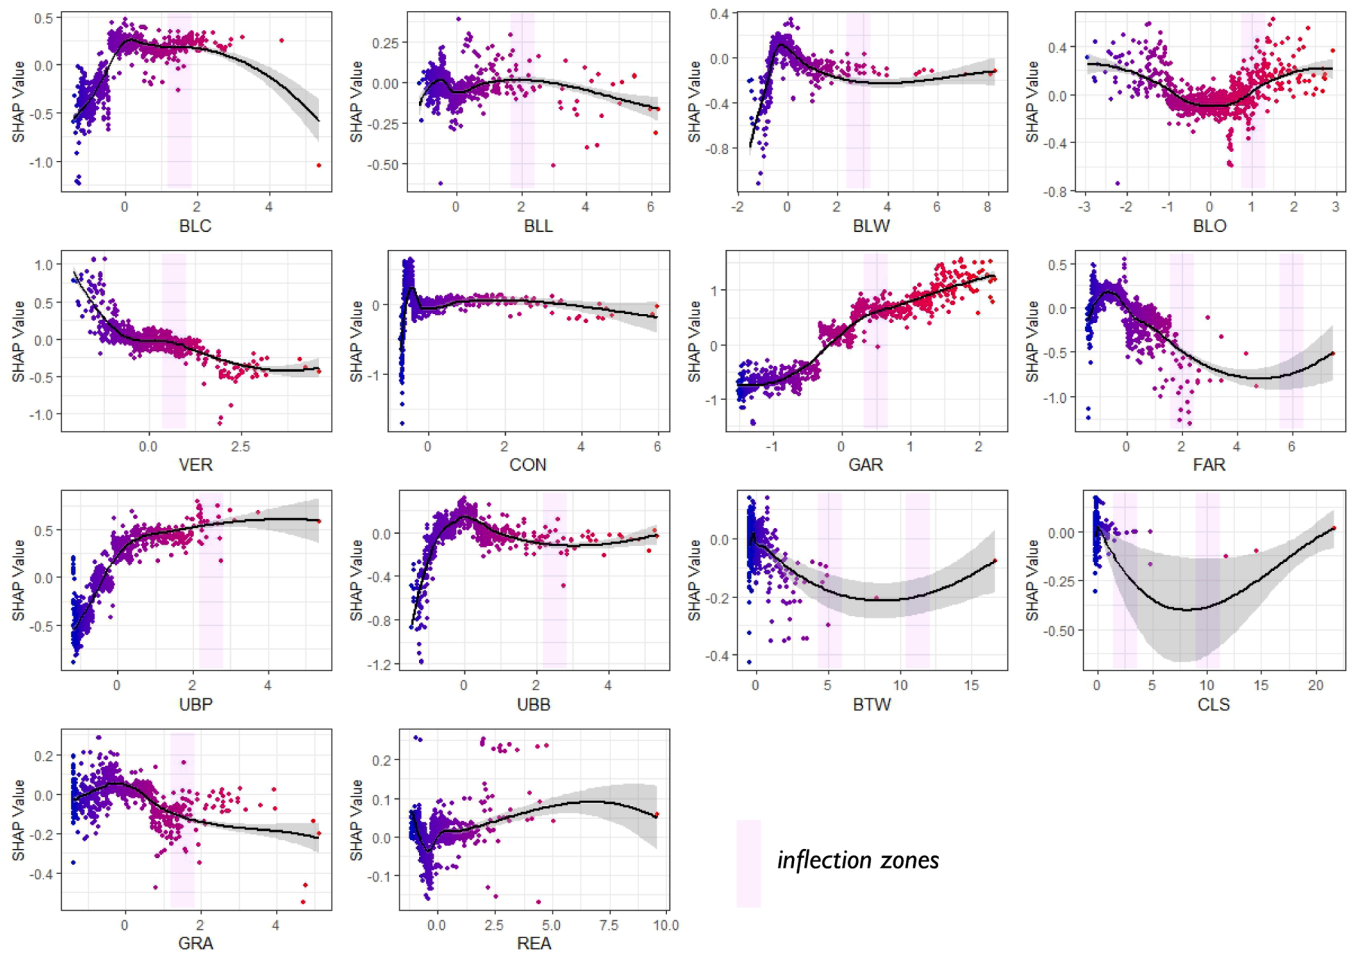 SHAP Value
0.5
0.0
-0.5
-1.0
0 2 4
BLC
SHAP Value
0.25
0.00
-0.25
-0.50
0 2 4 6
BLL
SHAP Value
0.4
0.0
-0.4
-0.8
-2 0 2 4 6 8
BLW
SHAP Value
0.4
0.0
-0.4
-0.8
-3 -2 -1 0 1 2 3
BLO
SHAP Value
1.0
0.5
0.0
-0.5
-1.0
0.0 2.5
VER
SHAP Value
0
-1
0 2 4 6
CON
SHAP Value
1
0
-1
-1 0 1 2
GAR
SHAP Value
0.5
0.0
-0.5
-1.0
0 2 4 6
FAR
SHAP Value
0.5
0.0
-0.5
0 2 4
UBP
SHAP Value
0.0
-0.4
-0.8
-1.2
0 2 4
UBB
SHAP Value
0.0
-0.2
-0.4
0 5 10 15
BTW
SHAP Value
0.00
-0.25
-0.50
0 5 10 15 20
CLS
SHAP Value
0.2
0.0
-0.2
-0.4
0 2 4
GRA
SHAP Value
0.2
0.1
0.0
-0.1
0.0 2.5 5.0 7.5 10.0
REA
inflection zones